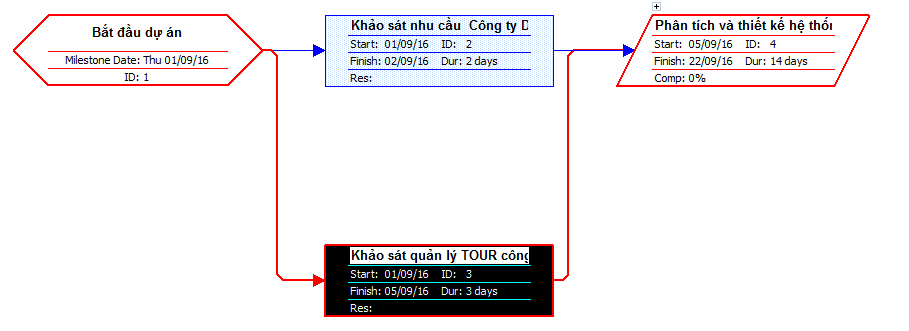 Bắt đầu dự án
Milestone Date: Thu 01/09/16
ID: 1
Khảo sát nhu cầu Công ty D
Start: 01/09/16 ID: 2
Finish: 02/09/16 Dur: 2 days
Res:
Phân tích và thiết kế hệ thối
Start: 05/09/16 ID: 4
Finish: 22/09/16 Dur: 14 days
Comp: 0%
Khảo sát quản lý TOUR công
Start: 01/09/16 ID: 3
Finish: 05/09/16 Dur: 3 days
Res: